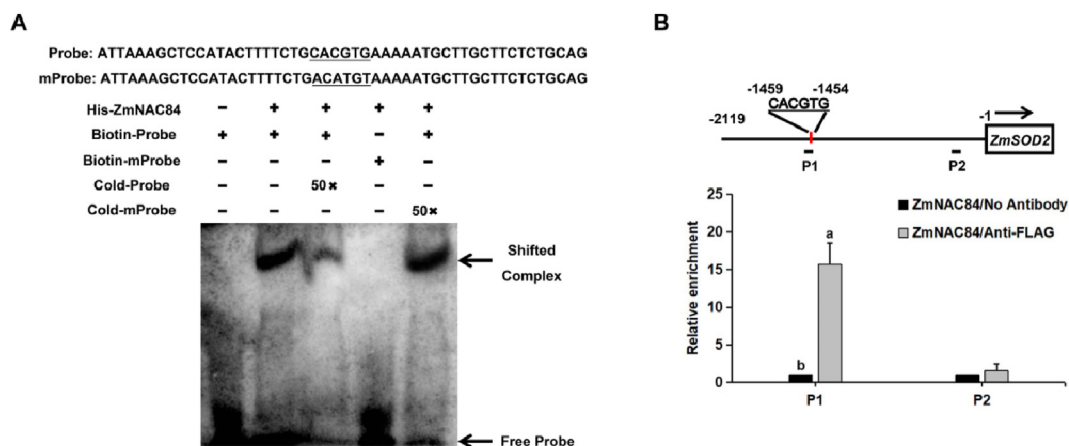 A
Probe: ATTAAAGCTCCATACTTTTCTGCACGTGAAAAATGCTTGCTTCTCTGCAG
mProbe: ATTAAAGCTCCATACTTTTCTGACATGTAAAAATGCTTGCTTCTCTGCAG
His-ZmNAC84 – + + + +
Biotin-Probe + + + – +
Biotin-mProbe – – – + –
Cold-Probe – – 50× – –
Cold-mProbe – – – – 50×
Shifted
Complex
Free Probe
B
-1459 -1454
CACGTG
-2119
-1
ZmSOD2
P1 P2
Relative enrichment
25
20
15
10
5
0
ZmNAC84/No Antibody
ZmNAC84/Anti-FLAG
a
b
P1 P2